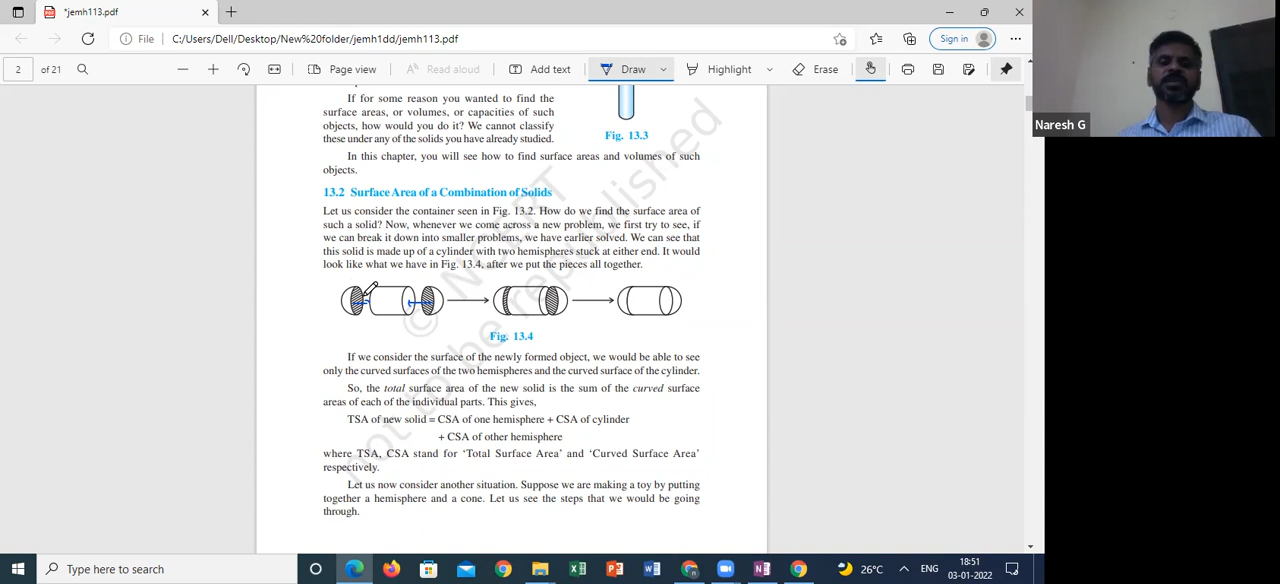 *jemh113.pdf
File
C:/Users/Dell/Desktop/New%20folder/jemh1dd/jemh113.pdf
Sign in
2 of 21
Page view
Read aloud
Add text
Draw
Highlight
Erase
Naresh G
If for some reason you wanted to find the
surface areas, or volumes, or capacities of such
objects, how would you do it? We cannot classify
these under any of the solids you have already studied.
Fig. 13.3
In this chapter, you will see how to find surface areas and volumes of such
objects.
13.2 Surface Area of a Combination of Solids
Let us consider the container seen in Fig. 13.2. How do we find the surface area of
such a solid? Now, whenever we come across a new problem, we first try to see, if
we can break it down into smaller problems, we have earlier solved. We can see that
this solid is made up of a cylinder with two hemispheres stuck at either end. It would
look like what we have in Fig. 13.4, after we put the pieces all together.
Fig. 13.4
If we consider the surface of the newly formed object, we would be able to see
only the curved surfaces of the two hemispheres and the curved surface of the cylinder.
So, the total surface area of the new solid is the sum of the curved surface
areas of each of the individual parts. This gives,
TSA of new solid = CSA of one hemisphere + CSA of cylinder
+ CSA of other hemisphere
where TSA, CSA stand for ‘Total Surface Area’ and ‘Curved Surface Area’
respectively.
Let us now consider another situation. Suppose we are making a toy by putting
together a hemisphere and a cone. Let us see the steps that we would be going
through.
© NCERT
not to be republished
Type here to search
26°C
ENG
18:51
03-01-2022